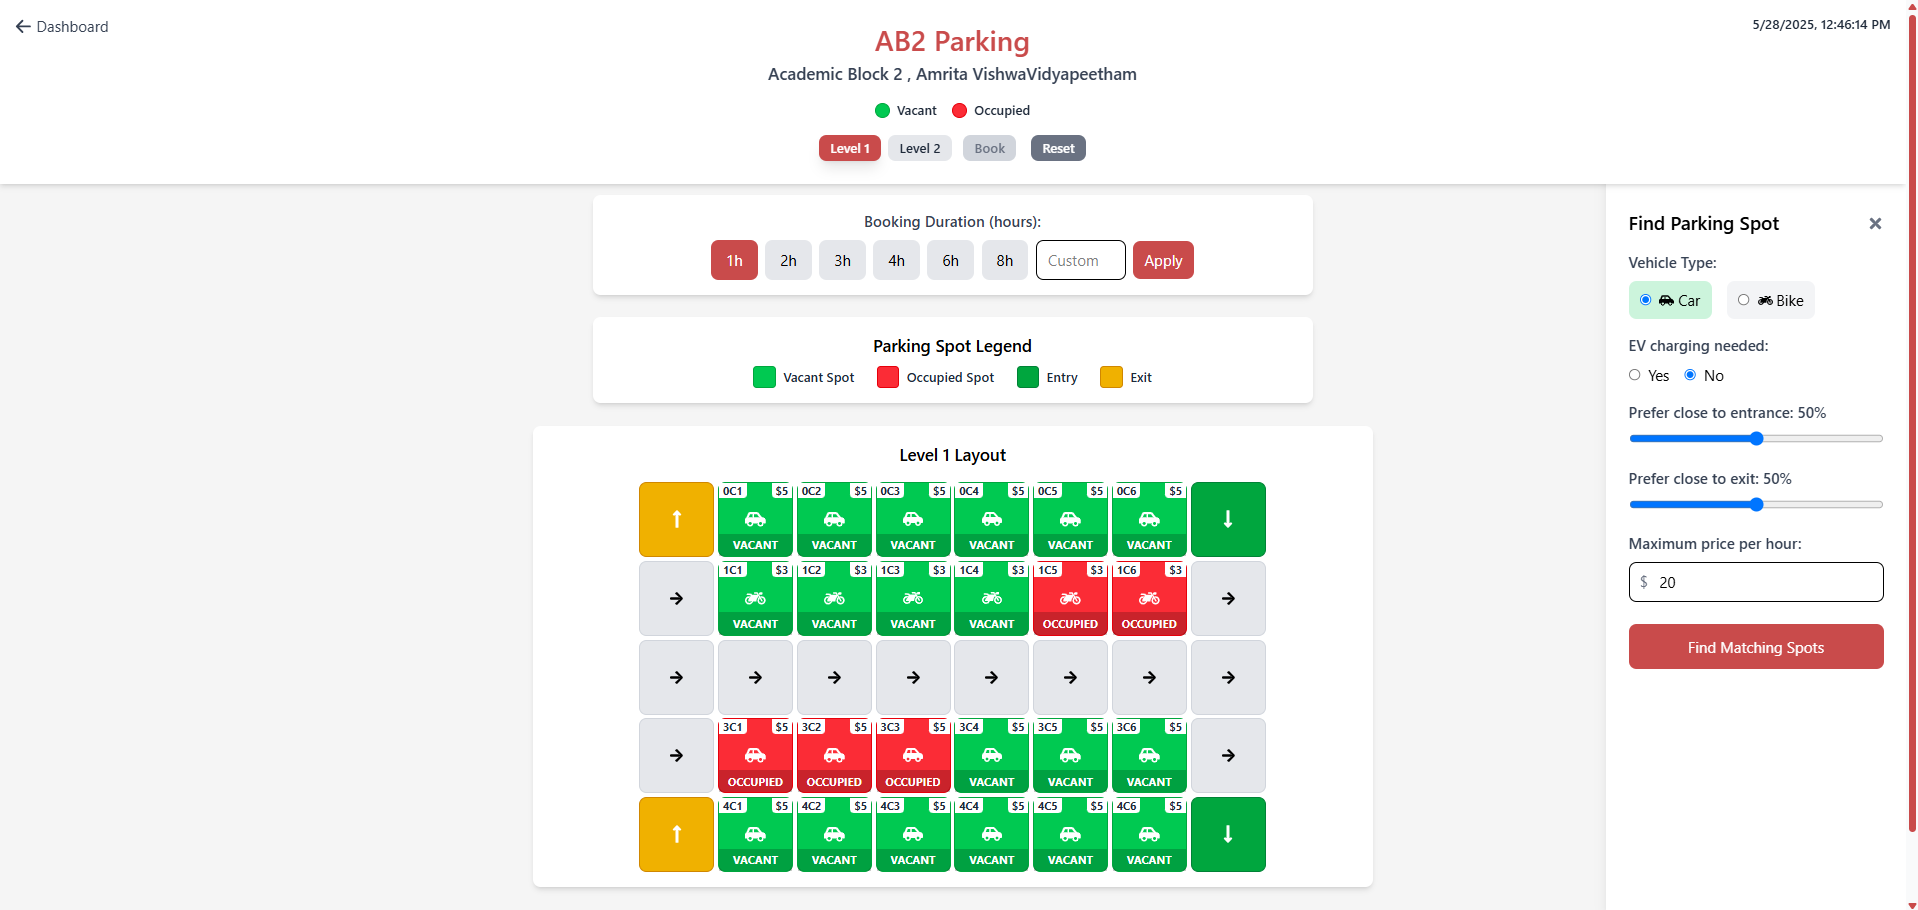 Dashboard
5/28/2025, 12:46:14 PM
AB2 Parking
Academic Block 2 , Amrita VishwaVidyapeetham
Vacant Occupied
Level 1 Level 2 Book Reset
Booking Duration (hours):
1h 2h 3h 4h 6h 8h Custom Apply
Parking Spot Legend
Vacant Spot Occupied Spot Entry Exit
Level 1 Layout
0C1 $5 0C2 $5 0C3 $5 0C4 $5 0C5 $5 0C6 $5
VACANT VACANT VACANT VACANT VACANT VACANT
1C1 $3 1C2 $3 1C3 $3 1C4 $3 1C5 $3 1C6 $3
VACANT VACANT VACANT VACANT OCCUPIED OCCUPIED
3C1 $5 3C2 $5 3C3 $5 3C4 $5 3C5 $5 3C6 $5
OCCUPIED OCCUPIED OCCUPIED VACANT VACANT VACANT
4C1 $5 4C2 $5 4C3 $5 4C4 $5 4C5 $5 4C6 $5
VACANT VACANT VACANT VACANT VACANT VACANT
Find Parking Spot
Vehicle Type:
Car Bike
EV charging needed:
Yes No
Prefer close to entrance: 50%
Prefer close to exit: 50%
Maximum price per hour:
$ 20
Find Matching Spots